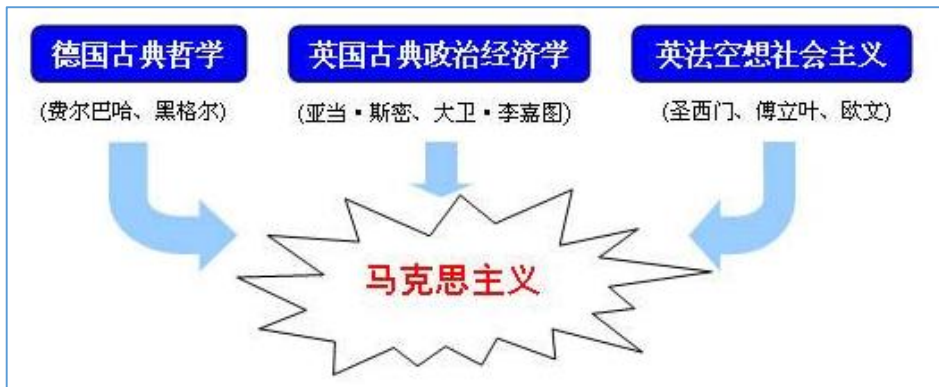 德国古典哲学
英国古典政治经济学
英法空想社会主义
(费尔巴哈、黑格尔)
(亚当·斯密、大卫·李嘉图)
(圣西门、傅立叶、欧文)
马克思主义